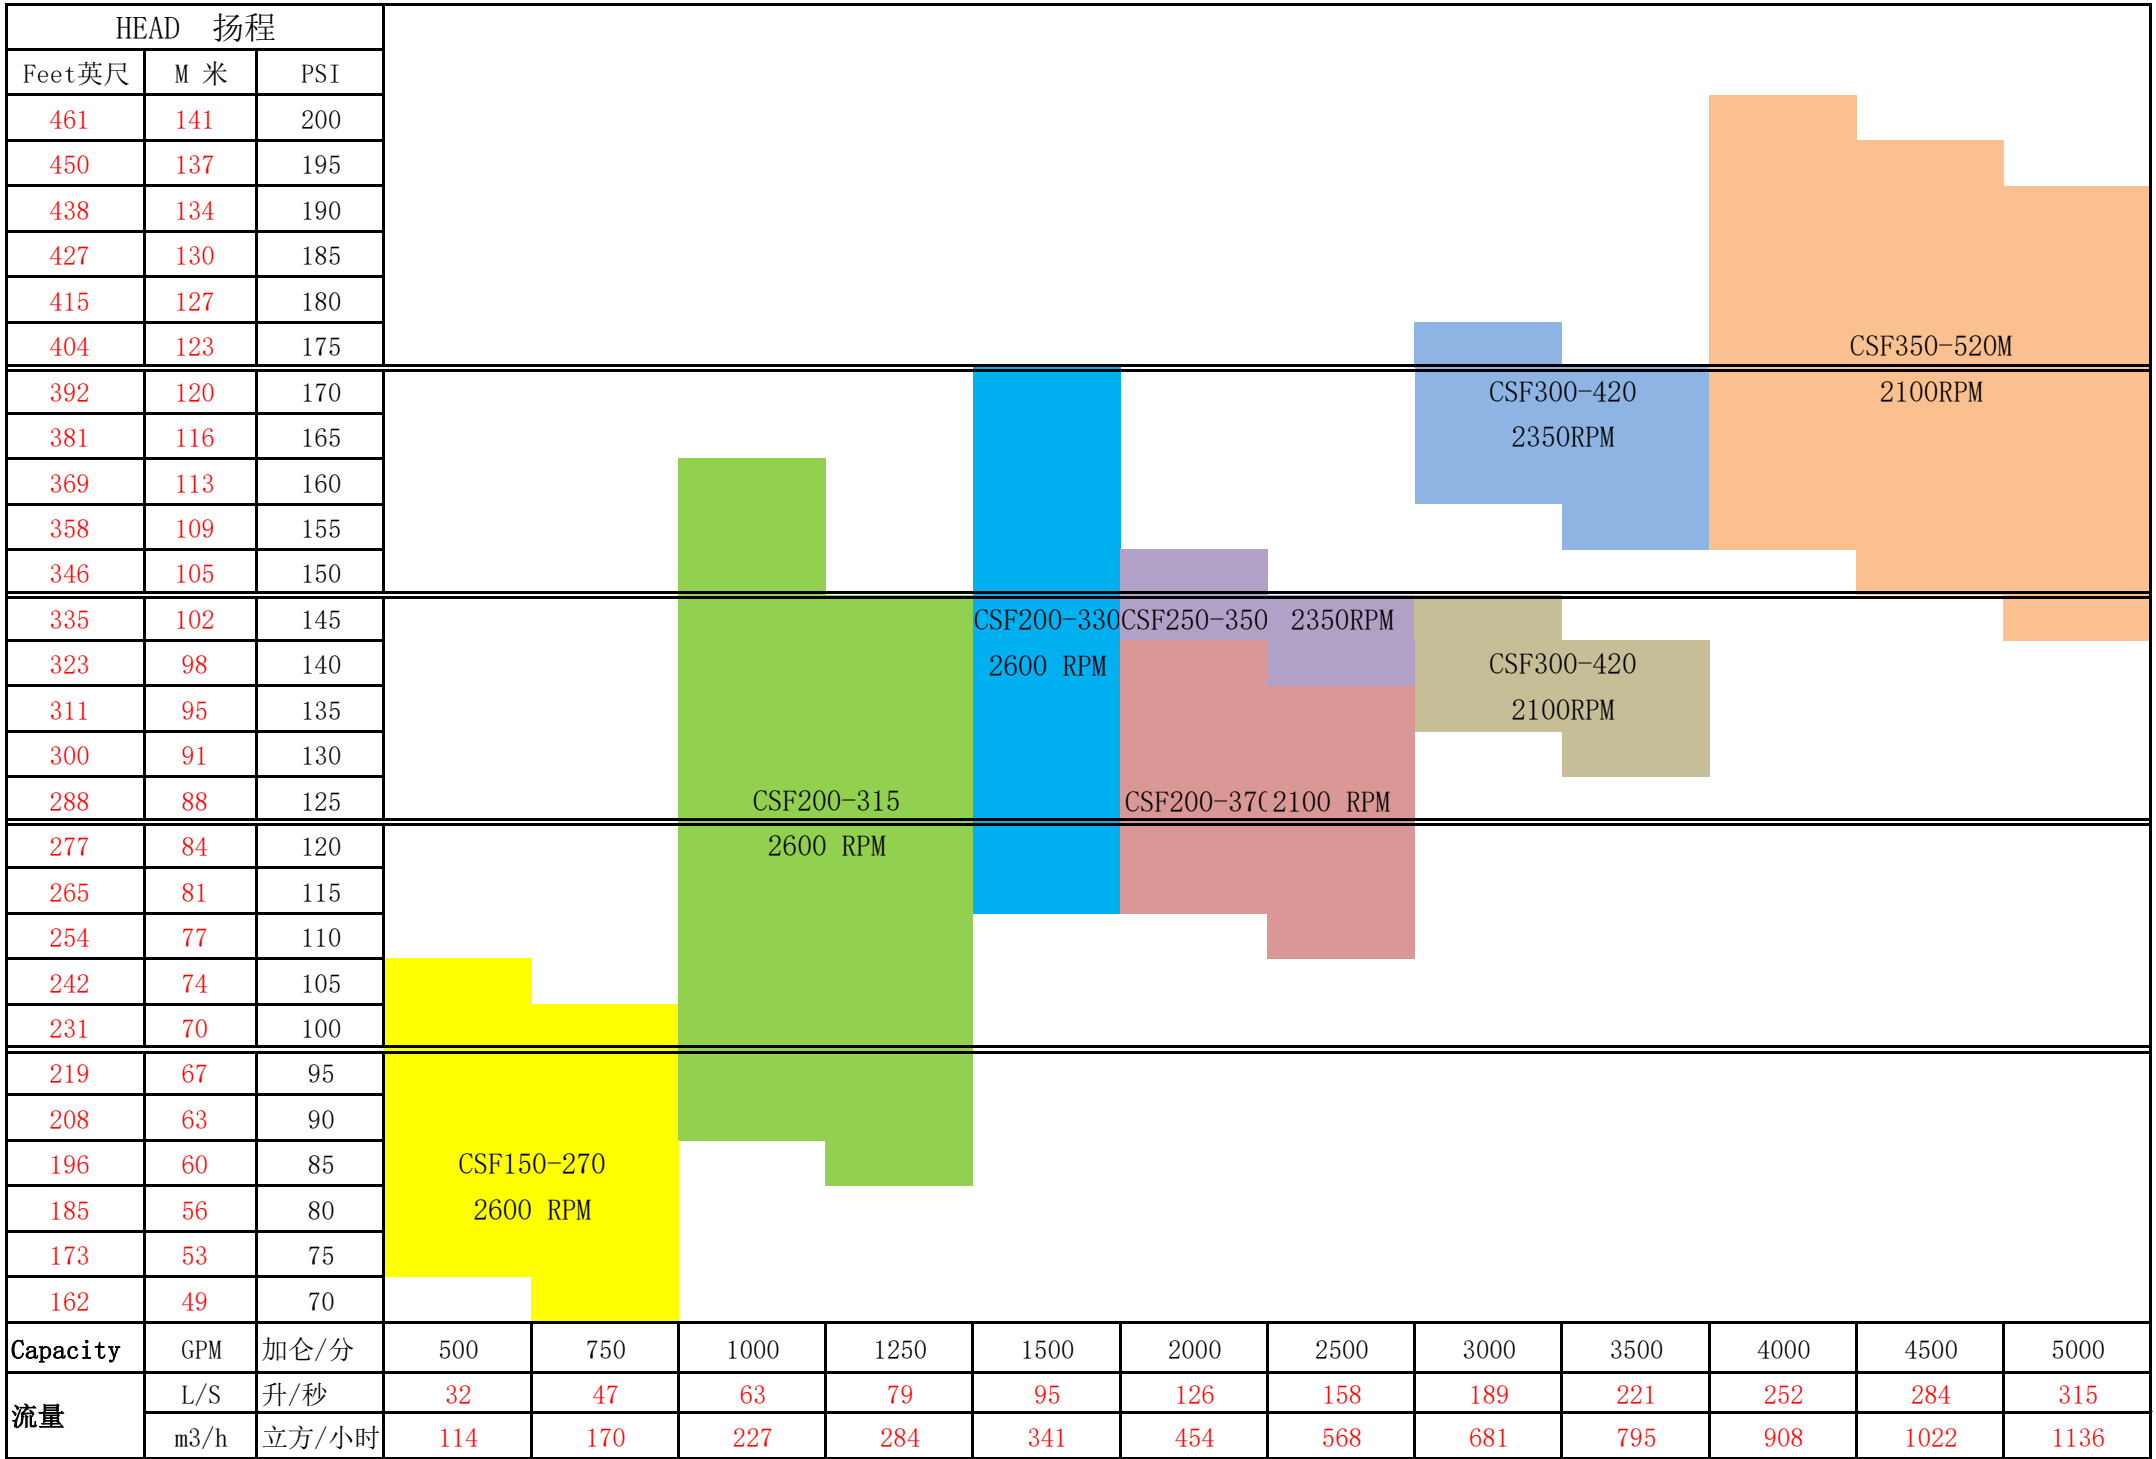 HEAD 扬程
Feet英尺 M 米 PSI
461 141 200
450 137 195
438 134 190
427 130 185
415 127 180
404 123 175 CSF350-520M
392 120 170 CSF300-420 2100RPM
381 116 165 2350RPM
369 113 160
358 109 155
346 105 150
335 102 145 CSF200-330 CSF250-350 2350RPM
323 98 140 2600 RPM CSF300-420
311 95 135 2100RPM
300 91 130
288 88 125 CSF200-315 CSF200-370 2100 RPM
277 84 120 2600 RPM
265 81 115
254 77 110
242 74 105
231 70 100
219 67 95
208 63 90
196 60 85 CSF150-270
185 56 80 2600 RPM
173 53 75
162 49 70
Capacity GPM 加仑/分 500 750 1000 1250 1500 2000 2500 3000 3500 4000 4500 5000
流量 L/S 升/秒 32 47 63 79 95 126 158 189 221 252 284 315
m3/h 立方/小时 114 170 227 284 341 454 568 681 795 908 1022 1136